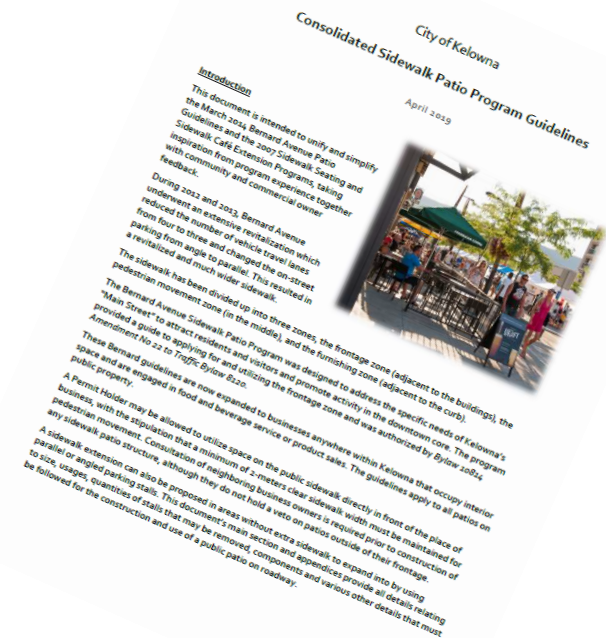 City of Kelowna
Consolidated Sidewalk Patio Program Guidelines
April 2019
Introduction
This document is intended to unify and simplify
the March 2014 Bernard Avenue Patio
Guidelines and the 2007 Sidewalk Seating and
Sidewalk Café Extension Programs, taking
inspiration from program experience together
with community and commercial owner
feedback.
During 2012 and 2013, Bernard Avenue
underwent an extensive revitalization which
reduced the number of vehicle travel lanes
from four to three and changed the on-street
parking from angle to parallel. This resulted in
a revitalized and much wider sidewalk.
The sidewalk has been divided up into three zones, the frontage zone (adjacent to the buildings), the
pedestrian movement zone (in the middle), and the furnishing zone (adjacent to the curb).
The Bernard Avenue Sidewalk Patio Program was designed to address the specific needs of Kelowna's
"Main Street" to attract residents and visitors and promote activity in the downtown core. The program
provided a guide to applying for and utilizing the frontage zone and was authorized by Bylaw 10814
Amendment No 22 to Traffic Bylaw 8120.
These Bernard guidelines are now expanded to businesses anywhere within Kelowna that occupy interior
space and are engaged in food and beverage service or product sales. The guidelines apply to all patios on
public property.
A Permit Holder may be allowed to utilize space on the public sidewalk directly in front of the place of
business, with the stipulation that a minimum of 2-meters clear sidewalk width must be maintained for
pedestrian movement. Consultation of neighboring business owners is required prior to construction of
any sidewalk patio structure, although they do not hold a veto on patios outside of their frontage.
A sidewalk extension can also be proposed in areas without extra sidewalk to expand into by using
parallel or angled parking stalls. This document's main section and appendices provide all details relating
to size, usages, quantities of stalls that may be removed, components and various other details that must
be followed for the construction and use of a public patio on roadway.